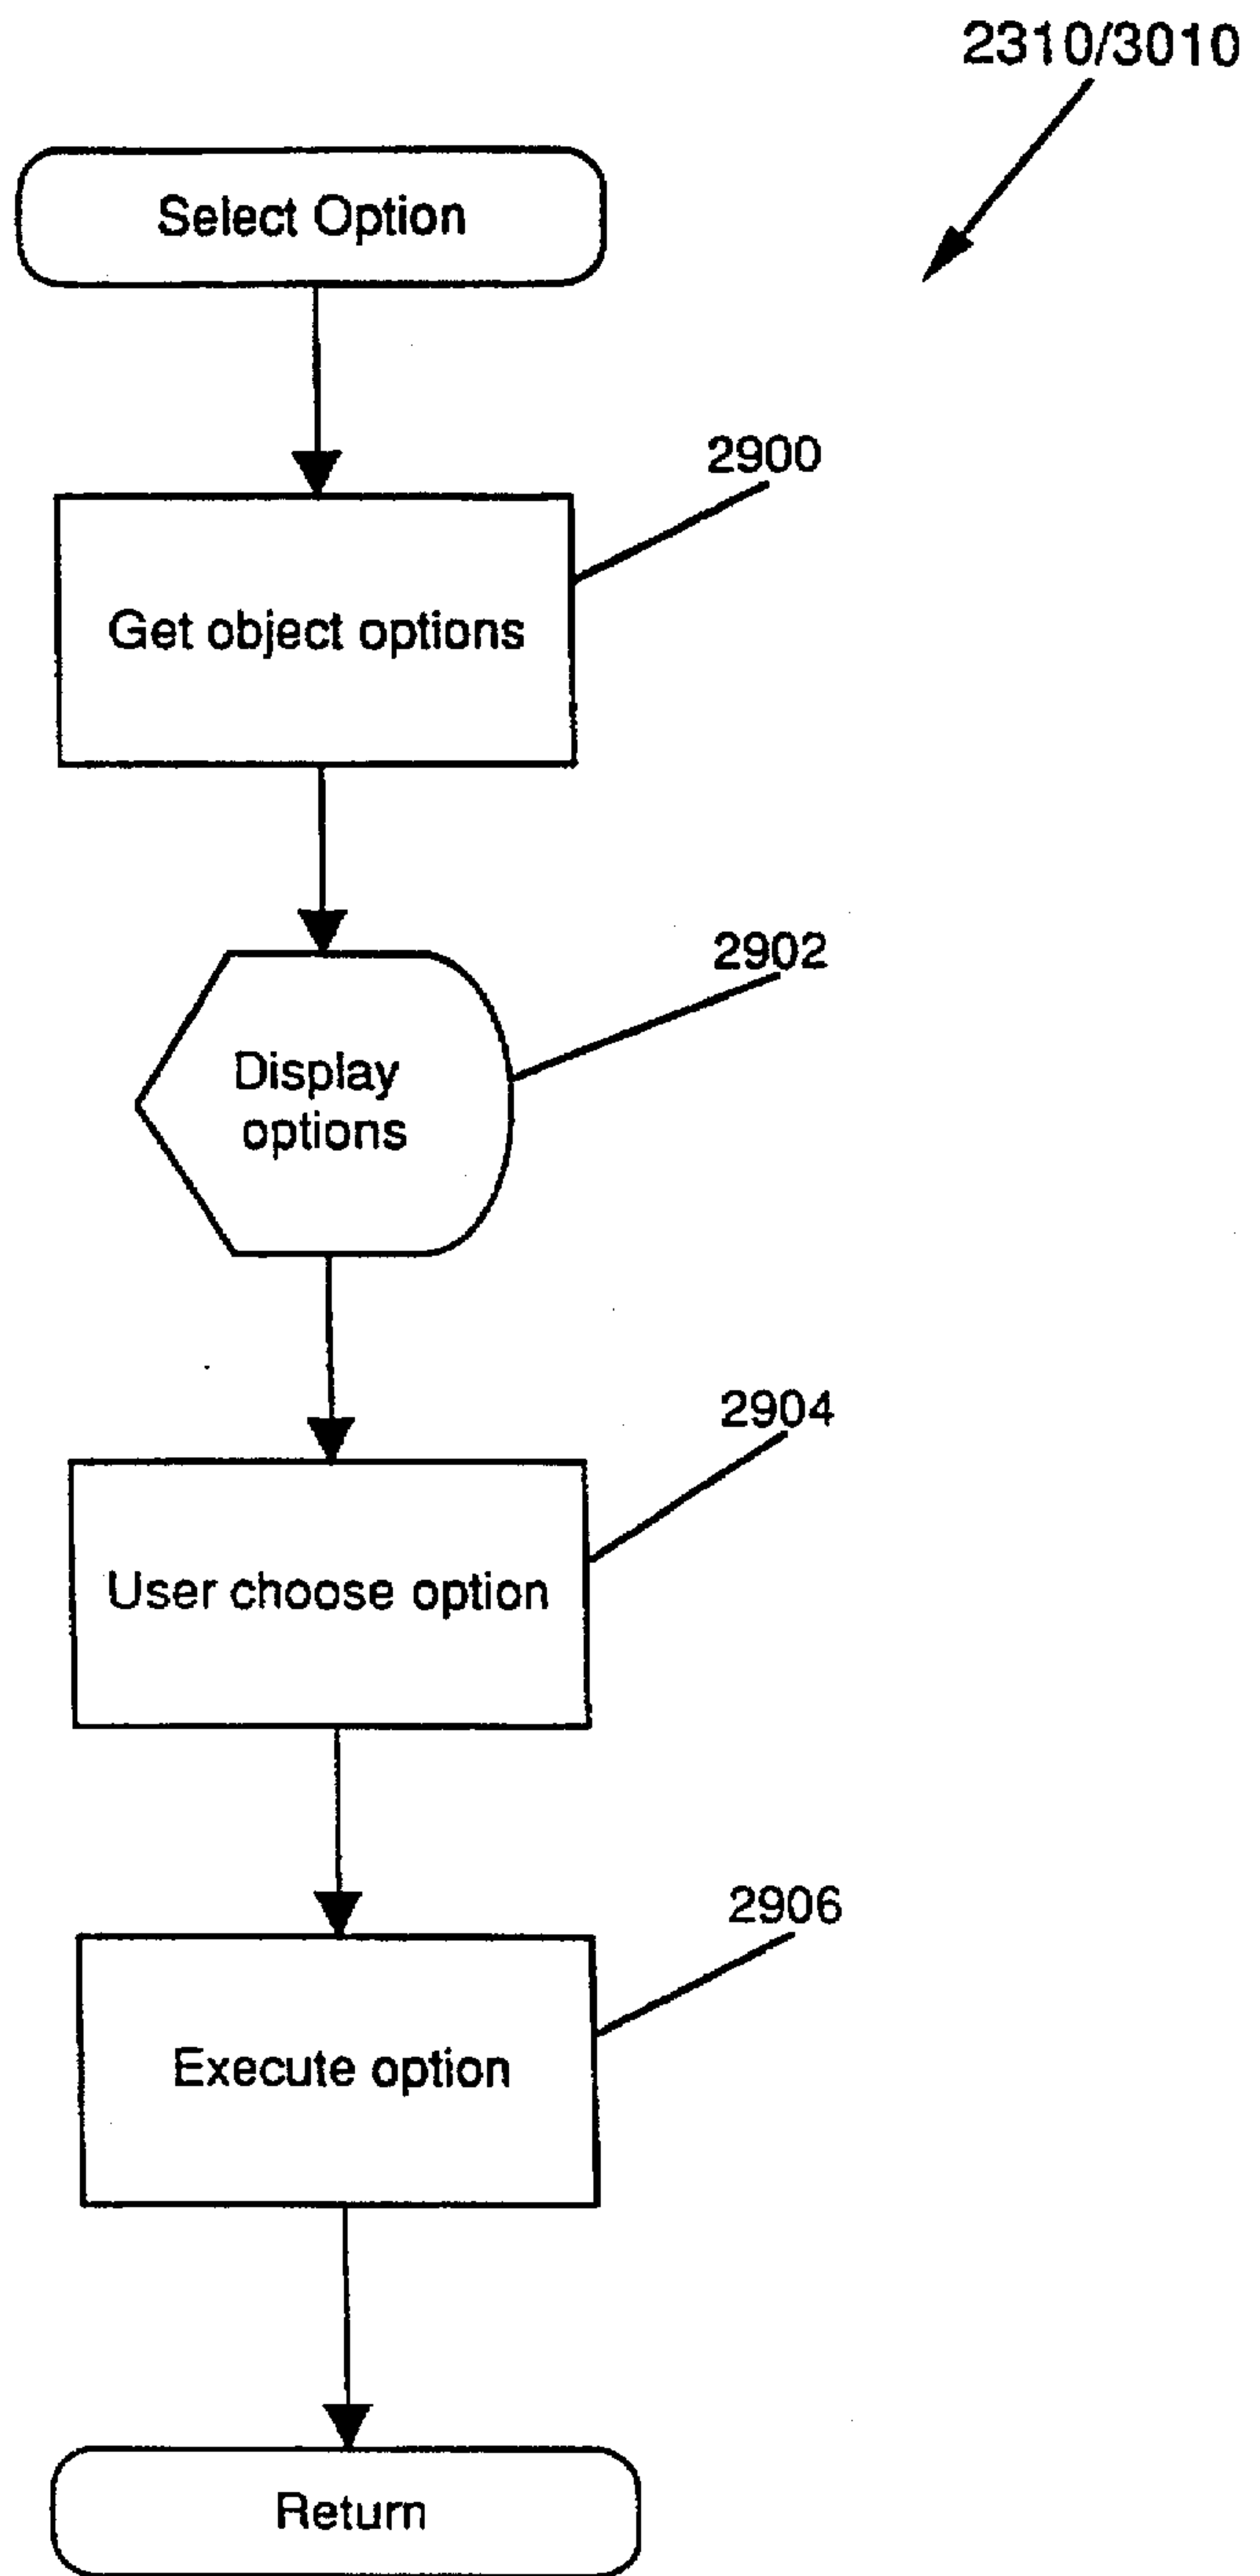 2310/3010
Select Option
2900
Get object options
2902
Display
options
2904
User choose option
2906
Execute option
Return